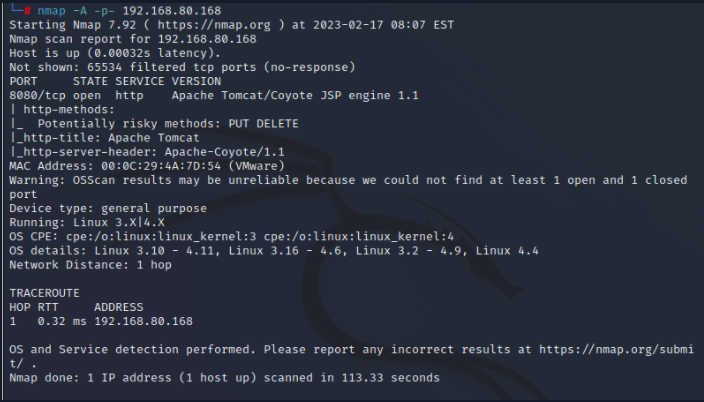 └─# nmap -A -p- 192.168.80.168
Starting Nmap 7.92 ( https://nmap.org ) at 2023-02-17 08:07 EST
Nmap scan report for 192.168.80.168
Host is up (0.00032s latency).
Not shown: 65534 filtered tcp ports (no-response)
PORT     STATE SERVICE VERSION
8080/tcp open  http    Apache Tomcat/Coyote JSP engine 1.1
| http-methods:
|_  Potentially risky methods: PUT DELETE
|_http-title: Apache Tomcat
|_http-server-header: Apache-Coyote/1.1
MAC Address: 00:0C:29:4A:7D:54 (VMware)
Warning: OSScan results may be unreliable because we could not find at least 1 open and 1 closed
port
Device type: general purpose
Running: Linux 3.X|4.X
OS CPE: cpe:/o:linux:linux_kernel:3 cpe:/o:linux:linux_kernel:4
OS details: Linux 3.10 - 4.11, Linux 3.16 - 4.6, Linux 3.2 - 4.9, Linux 4.4
Network Distance: 1 hop
TRACEROUTE
HOP RTT     ADDRESS
1   0.32 ms 192.168.80.168
OS and Service detection performed. Please report any incorrect results at https://nmap.org/submi
t/ .
Nmap done: 1 IP address (1 host up) scanned in 113.33 seconds